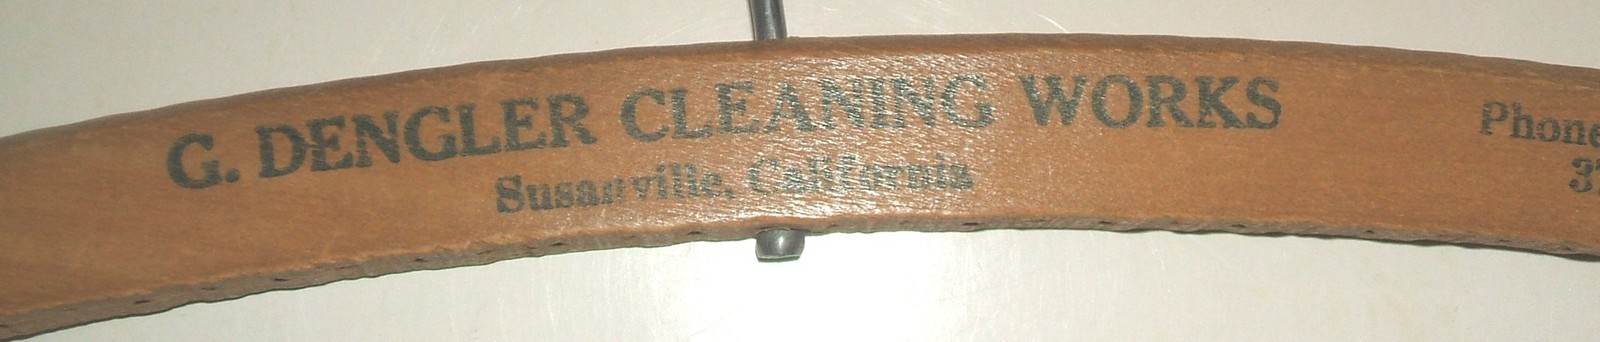 G. DENGLER CLEANING WORKS
Susanville, California
Phone